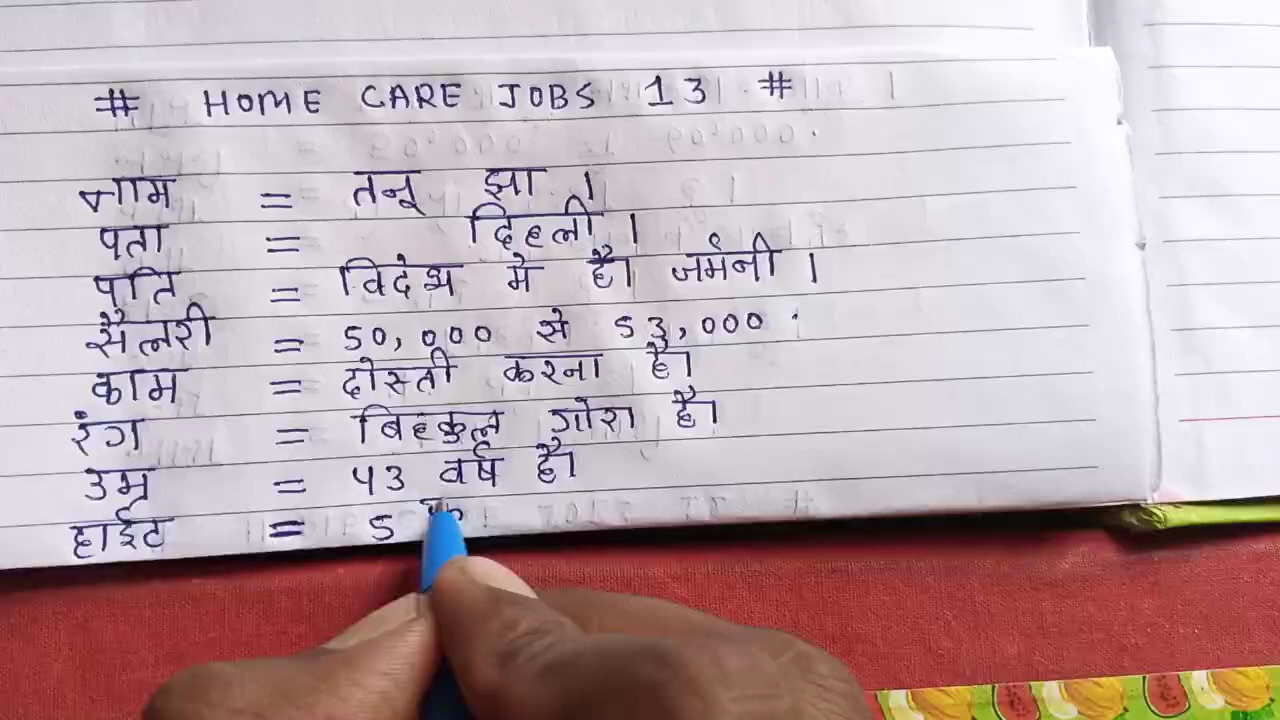 # HOME CARE JOBS 13 #
नाम = तनू झा ।
पता = दिल्ली ।
पति = विदेश में है। जर्मनी ।
सैलरी = 50,000 से 53,000 .
काम = दोस्ती करना है।
रंग = बिल्कुल गोरा है।
उम्र = 43 वर्ष है।
हाईट = 5